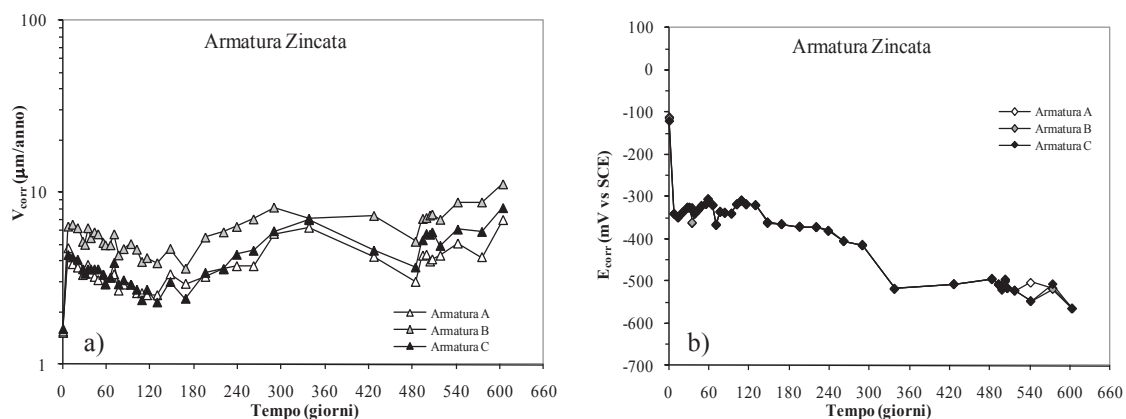 Armatura Zincata
V_corr (μm/anno)
100
10
1
Armatura A
Armatura B
Armatura C
a)
0 60 120 180 240 300 360 420 480 540 600 660
Tempo (giorni)
Armatura Zincata
E_corr (mV vs SCE)
100
0
-100
-200
-300
-400
-500
-600
-700
Armatura A
Armatura B
Armatura C
b)
0 60 120 180 240 300 360 420 480 540 600 660
Tempo (giorni)